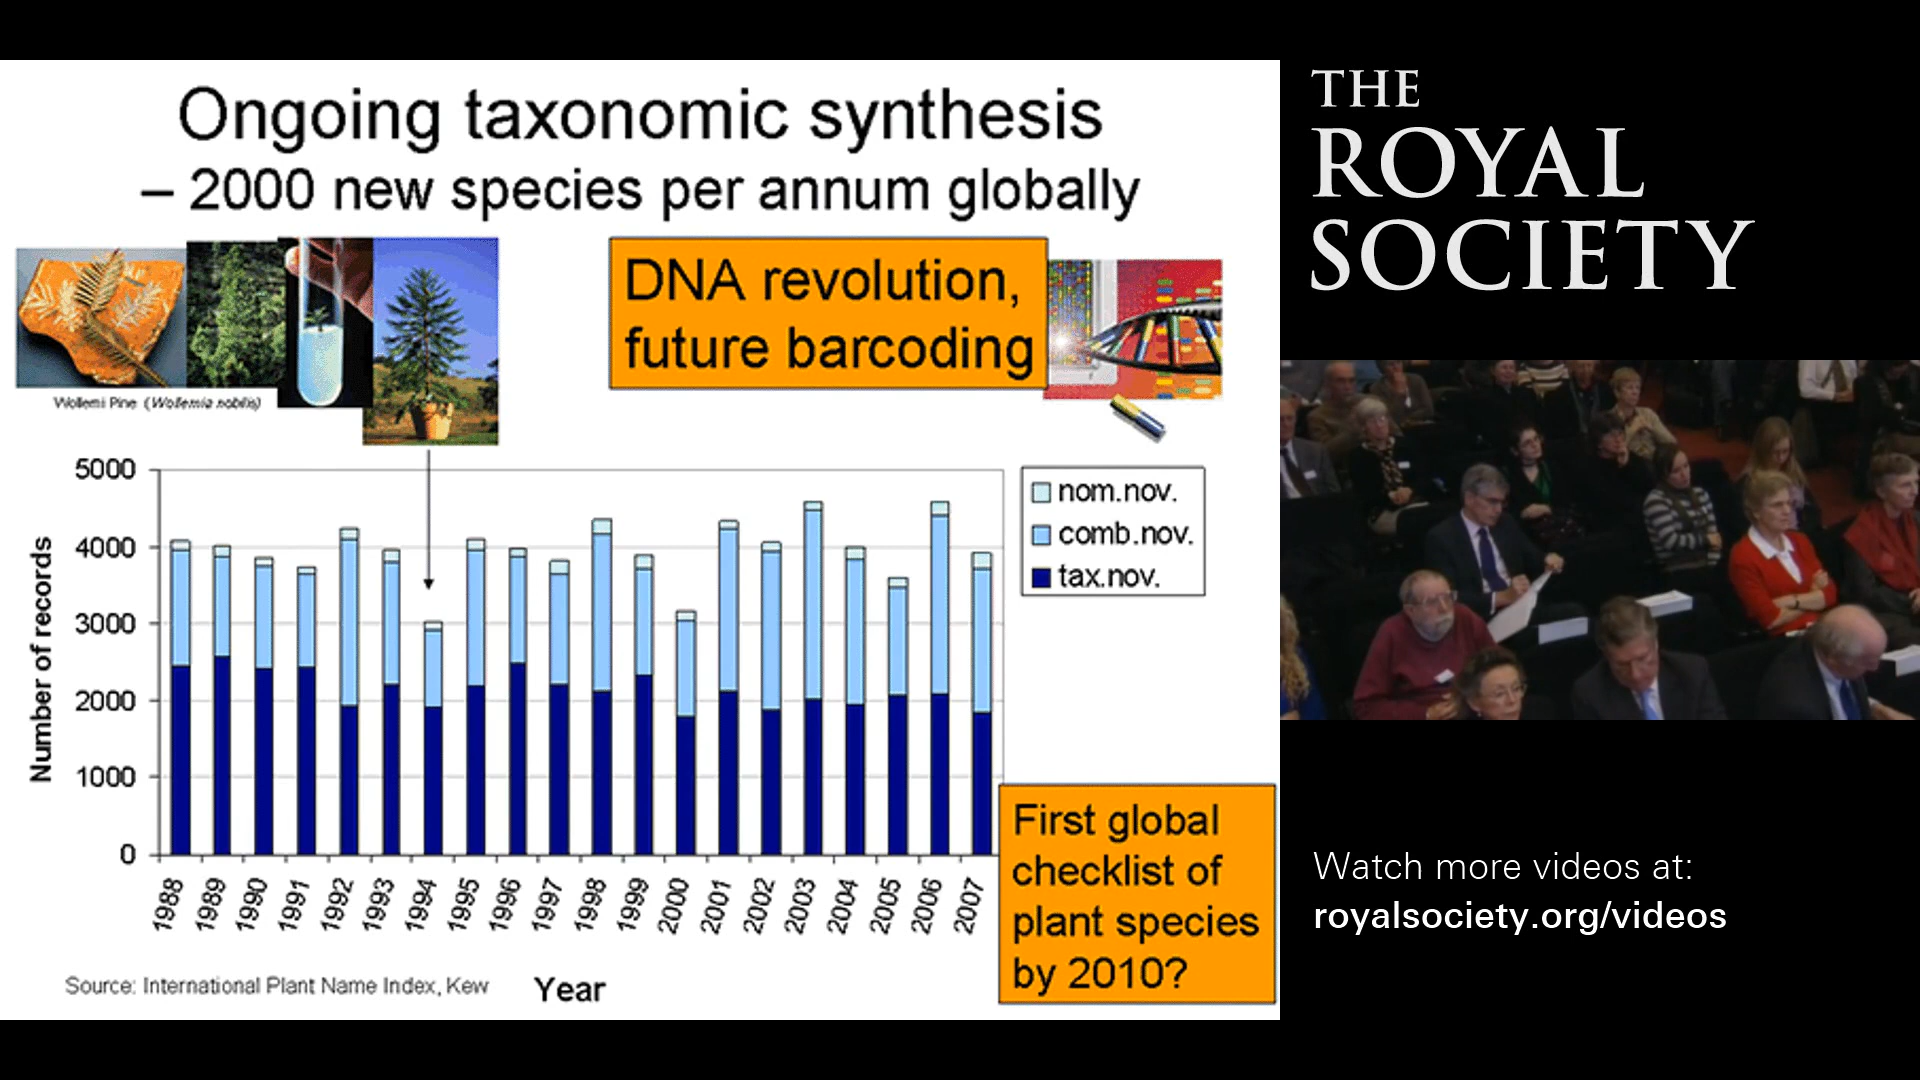 Ongoing taxonomic synthesis
– 2000 new species per annum globally
DNA revolution,
future barcoding
Wollemi Pine (Wollemia nobilis)
5000
4000
3000
2000
1000
0
Number of records
nom.nov.
comb.nov.
tax.nov.
1988
1989
1990
1991
1992
1993
1994
1995
1996
1997
1998
1999
2000
2001
2002
2003
2004
2005
2006
2007
Year
Source: International Plant Name Index, Kew
First global
checklist of
plant species
by 2010?
THE
ROYAL
SOCIETY
Watch more videos at:
royalsociety.org/videos